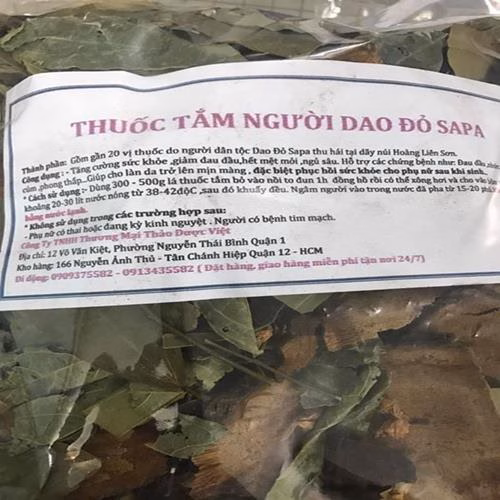 THUỐC TẮM NGƯỜI DAO ĐỎ SAPA
Thành phần: Gồm gần 20 vị thuốc do người dân tộc Dao Đỏ Sapa thu hái tại dãy núi Hoàng Liên Sơn.
Công dụng: - Tăng cường sức khỏe ,giảm đau đầu,hết mệt mỏi ,ngủ sâu. Hỗ trợ các chứng bệnh như: Đau đầu,
cúm ,phong thấp...Giúp cho làn da trở lên mịn màng , đặc biệt phục hồi sức khỏe cho phụ nữ sau khi sinh..
* Cách sử dụng :- Dùng 300 - 500g lá thuốc tắm bỏ vào nồi to đun 1h. đồng hồ rồi có thể xông hơi và cho vào
khoảng 20-30 lít nước nóng từ 38-42độC ,sau đó khuấy đều. Ngâm người vào trong nước đã pha từ 15-20
bằng nước lạnh.
* Không sử dụng trong các trường hợp sau:
- Phụ nữ có thai hoặc đang kỳ kinh nguyệt . Người có bệnh tim mạch.
Công Ty TNHH Thương Mại Thảo Dược Việt
Địa chỉ: 12 Võ Văn Kiệt, Phường Nguyễn Thái Bình Quận 1
Kho hàng: 166 Nguyễn Ảnh Thủ - Tân Chánh Hiệp Quận 12 - HCM
Di động: 0909375582 - 0913435582 ( Đặt hàng, giao hàng miễn phí tận nơi 24/7)